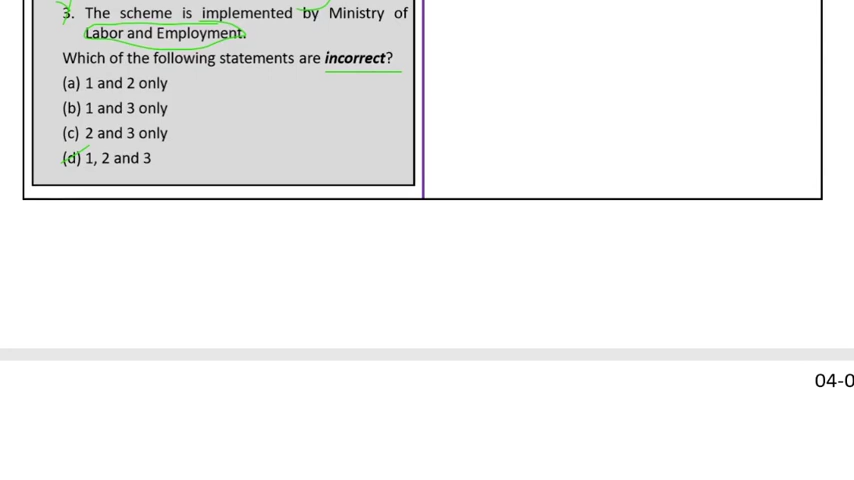 3. The scheme is implemented by Ministry of
Labor and Employment.
Which of the following statements are incorrect?
(a) 1 and 2 only
(b) 1 and 3 only
(c) 2 and 3 only
(d) 1, 2 and 3
04-0